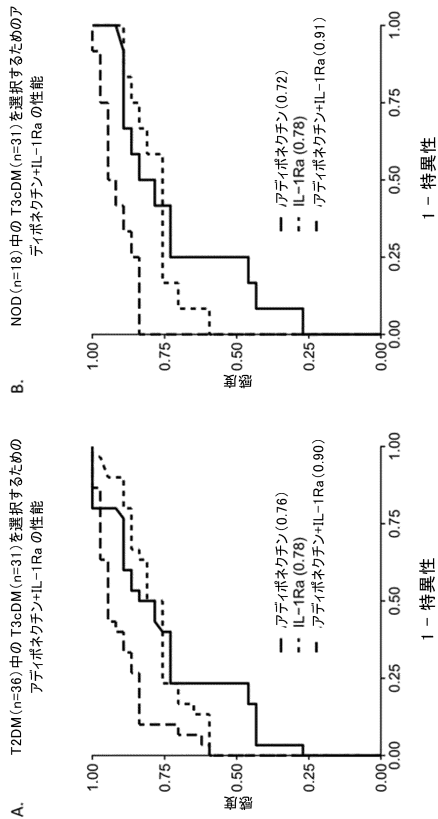 A.
T2DM(n=36)中の T3cDM(n=31)を選択するための
アディポネクチン+IL-1Ra の性能
1.00
0.75
0.50
0.25
0.00
感度
アディポネクチン(0.76)
IL-1Ra (0.78)
アディポネクチン+IL-1Ra(0.90)
0.00
0.25
0.50
0.75
1.00
1 - 特異性
B.
NOD(n=18)中の T3cDM(n=31)を選択するためのア
ディポネクチン+IL-1Ra の性能
1.00
0.75
0.50
0.25
0.00
感度
アディポネクチン(0.72)
IL-1Ra (0.78)
アディポネクチン+IL-1Ra(0.91)
0.00
0.25
0.50
0.75
1.00
1 - 特異性